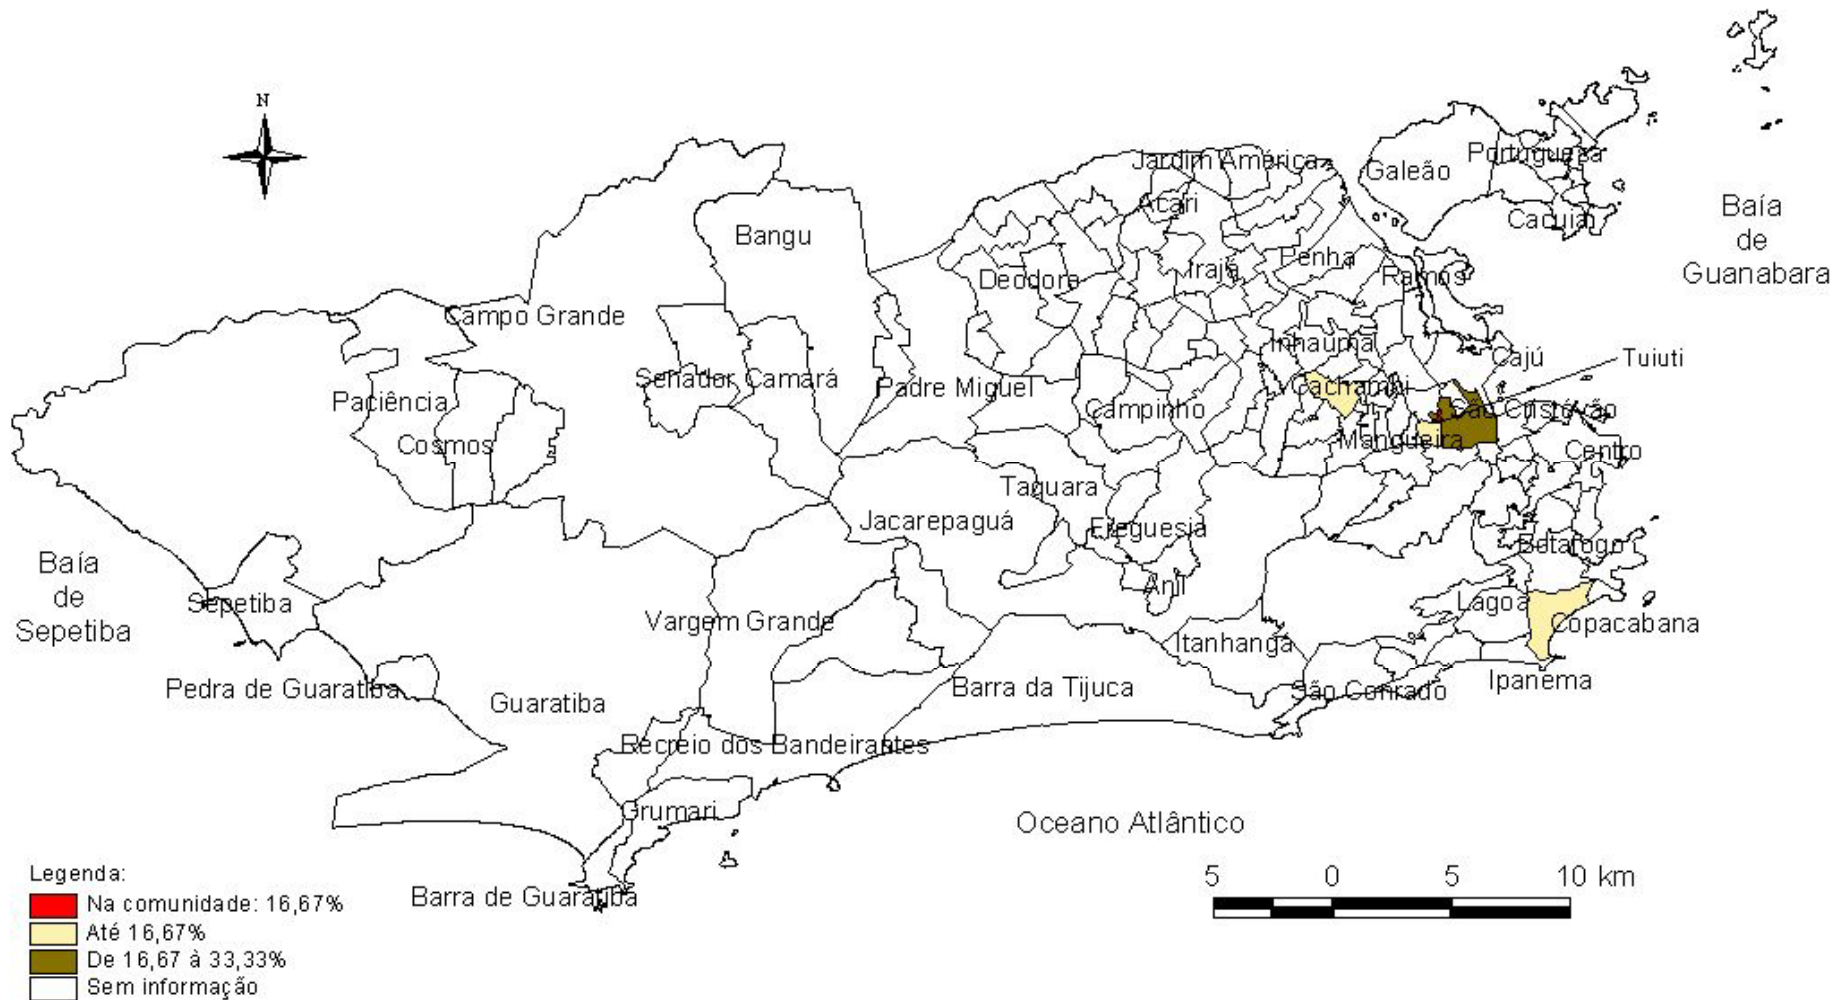 N
Jardim América
Portuguesa
Galeão
Acari
Cacuia
Baía
de
Guanabara
Bangu
Deodoro
Irajá
Penha
Ramos
Campo Grande
Inhaúma
Cajú
Tuiuti
Senador Camará
Padre Miguel
Cachambi
Paciência
Campinho
São Cristóvão
Cosmos
Mangueira
Centro
Taquara
Jacarepaguá
Freguesia
Botafogo
Baía
de
Sepetiba
Anil
Sepetiba
Lagoa
Vargem Grande
Copacabana
Itanhangá
Pedra de Guaratiba
Guaratiba
Barra da Tijuca
São Conrado
Ipanema
Recreio dos Bandeirantes
Grumari
Oceano Atlântico
Barra de Guaratiba
5 0 5 10 km
Legenda:
Na comunidade: 16,67%
Até 16,67%
De 16,67 à 33,33%
Sem informação